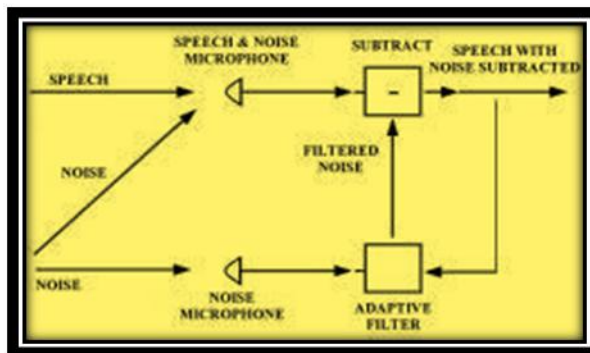 SPEECH & NOISE
MICROPHONE
SUBTRACT
SPEECH WITH
NOISE SUBTRACTED
SPEECH
-
FILTERED
NOISE
NOISE
NOISE
NOISE
MICROPHONE
ADAPTIVE
FILTER